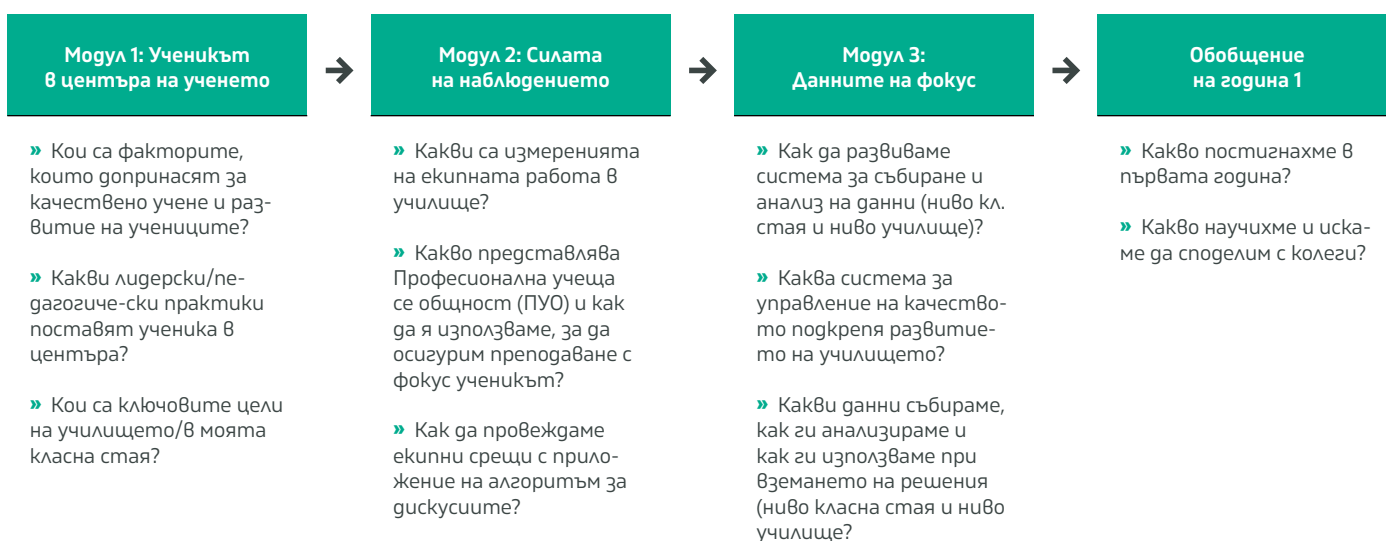 Модул 1: Ученикът
в центъра на ученето
» Кои са факторите,
които допринасят за
качествено учене и раз-
витие на учениците?
» Какви лидерски/пе-
дагогиче-ски практики
поставят ученика в
центъра?
» Кои са ключовите цели
на училището/в моята
класна стая?
Модул 2: Силата
на наблюдението
» Какви са измеренията
на екипната работа в
училище?
» Какво представлява
Професионална учеща
се общност (ПУО) и как
да я използваме, за да
осигурим преподаване с
фокус ученикът?
» Как да провеждаме
екипни срещи с прило-
жение на алгоритъм за
дискусиите?
Модул 3:
Данните на фокус
» Как да развиваме
система за събиране и
анализ на данни (ниво кл.
стая и ниво училище)?
» Каква система за
управление на качество-
то подкрепя развитие-
то на училището?
» Какви данни събираме,
как ги анализираме и
как ги използваме при
вземането на решения
(ниво класна стая и ниво
училище?
Обобщение
на година 1
» Какво постигнахме в
първата година?
» Какво научихме и иска-
ме да споделим с колеги?